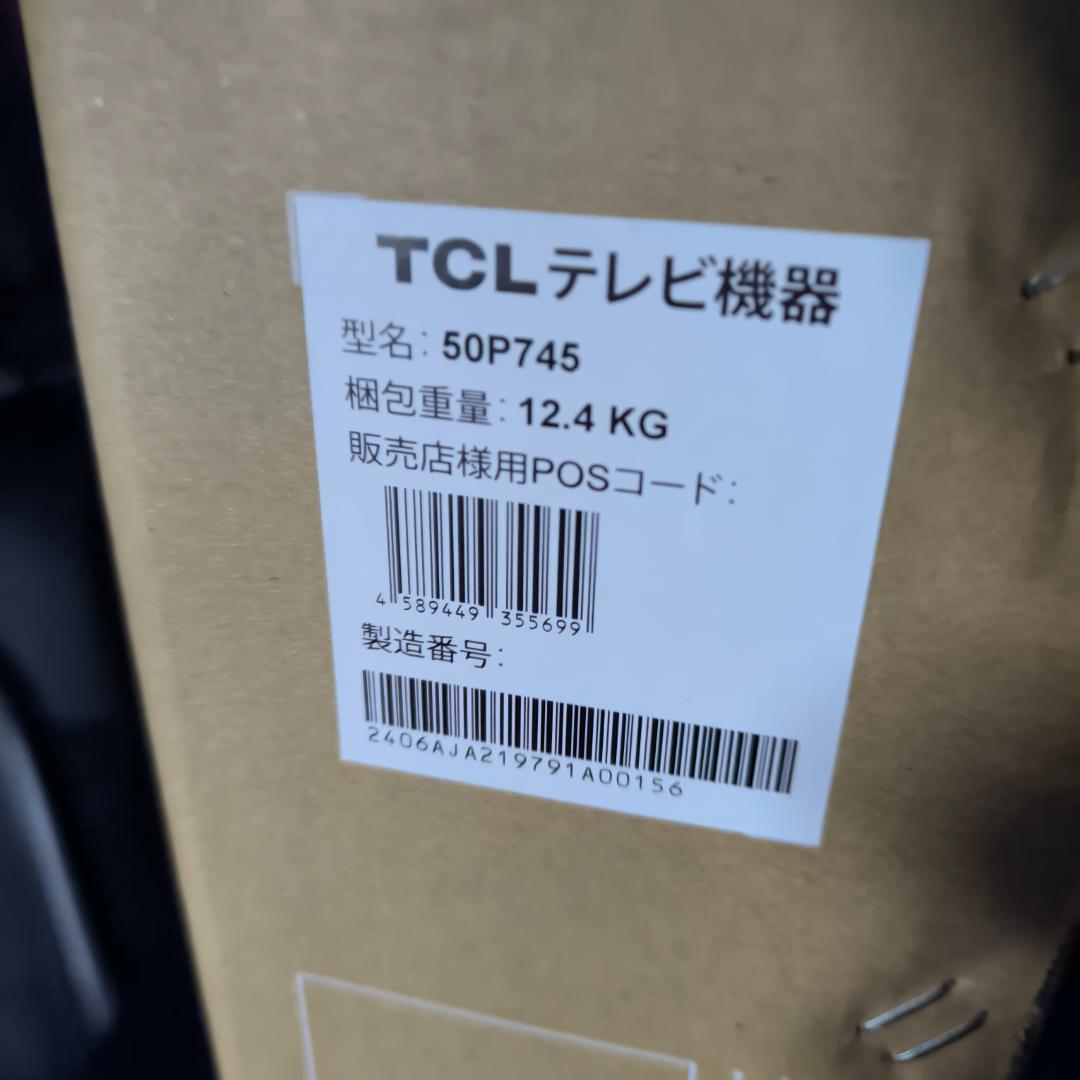 TCLテレビ機器
型名: 50P745
梱包重量: 12.4 KG
販売店様用POSコード:
4 589449 355699
製造番号:
2406AJA219791A00156